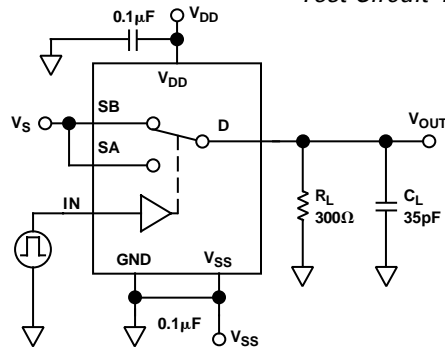 Test Circuit
0.1μF
VDD
VDD
VS
SB
SA
D
VOUT
IN
RL
300Ω
CL
35pF
GND
VSS
0.1μF
VSS